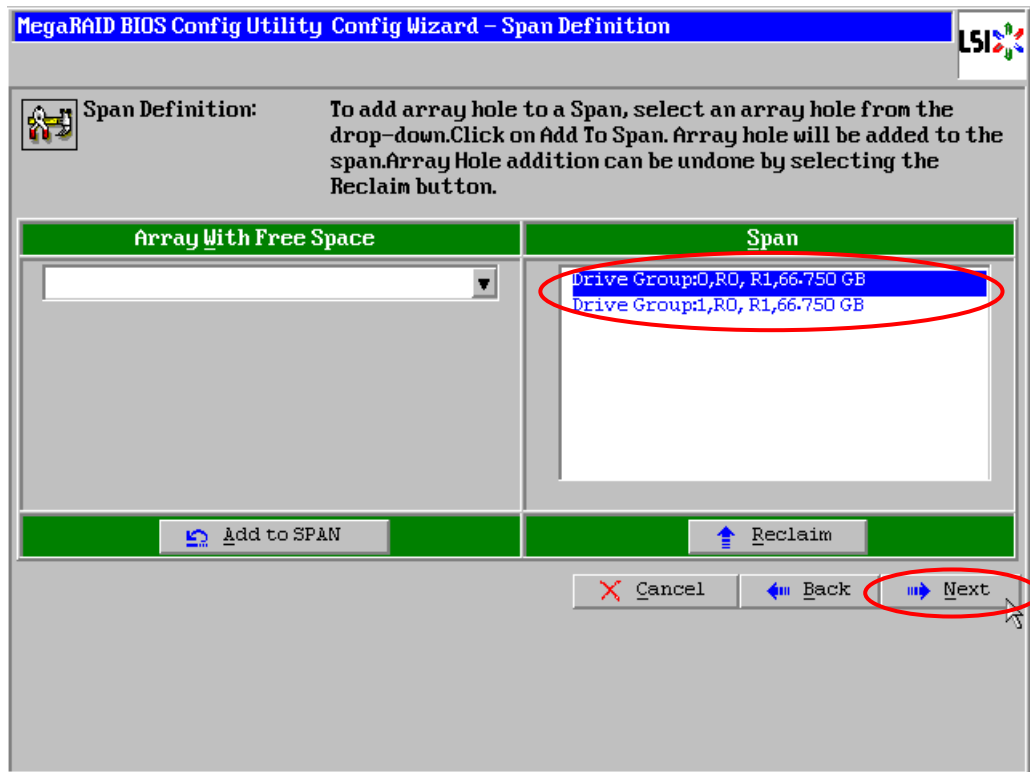 MegaRAID BIOS Config Utility Config Wizard – Span Definition
LSI
Span Definition:
To add array hole to a Span, select an array hole from the
drop-down.Click on Add To Span. Array hole will be added to the
span.Array Hole addition can be undone by selecting the
Reclaim button.
Array With Free Space
Span
Drive Group:0,R0, R1,66.750 GB
Drive Group:1,R0, R1,66.750 GB
Add to SPAN
Reclaim
Cancel
Back
Next